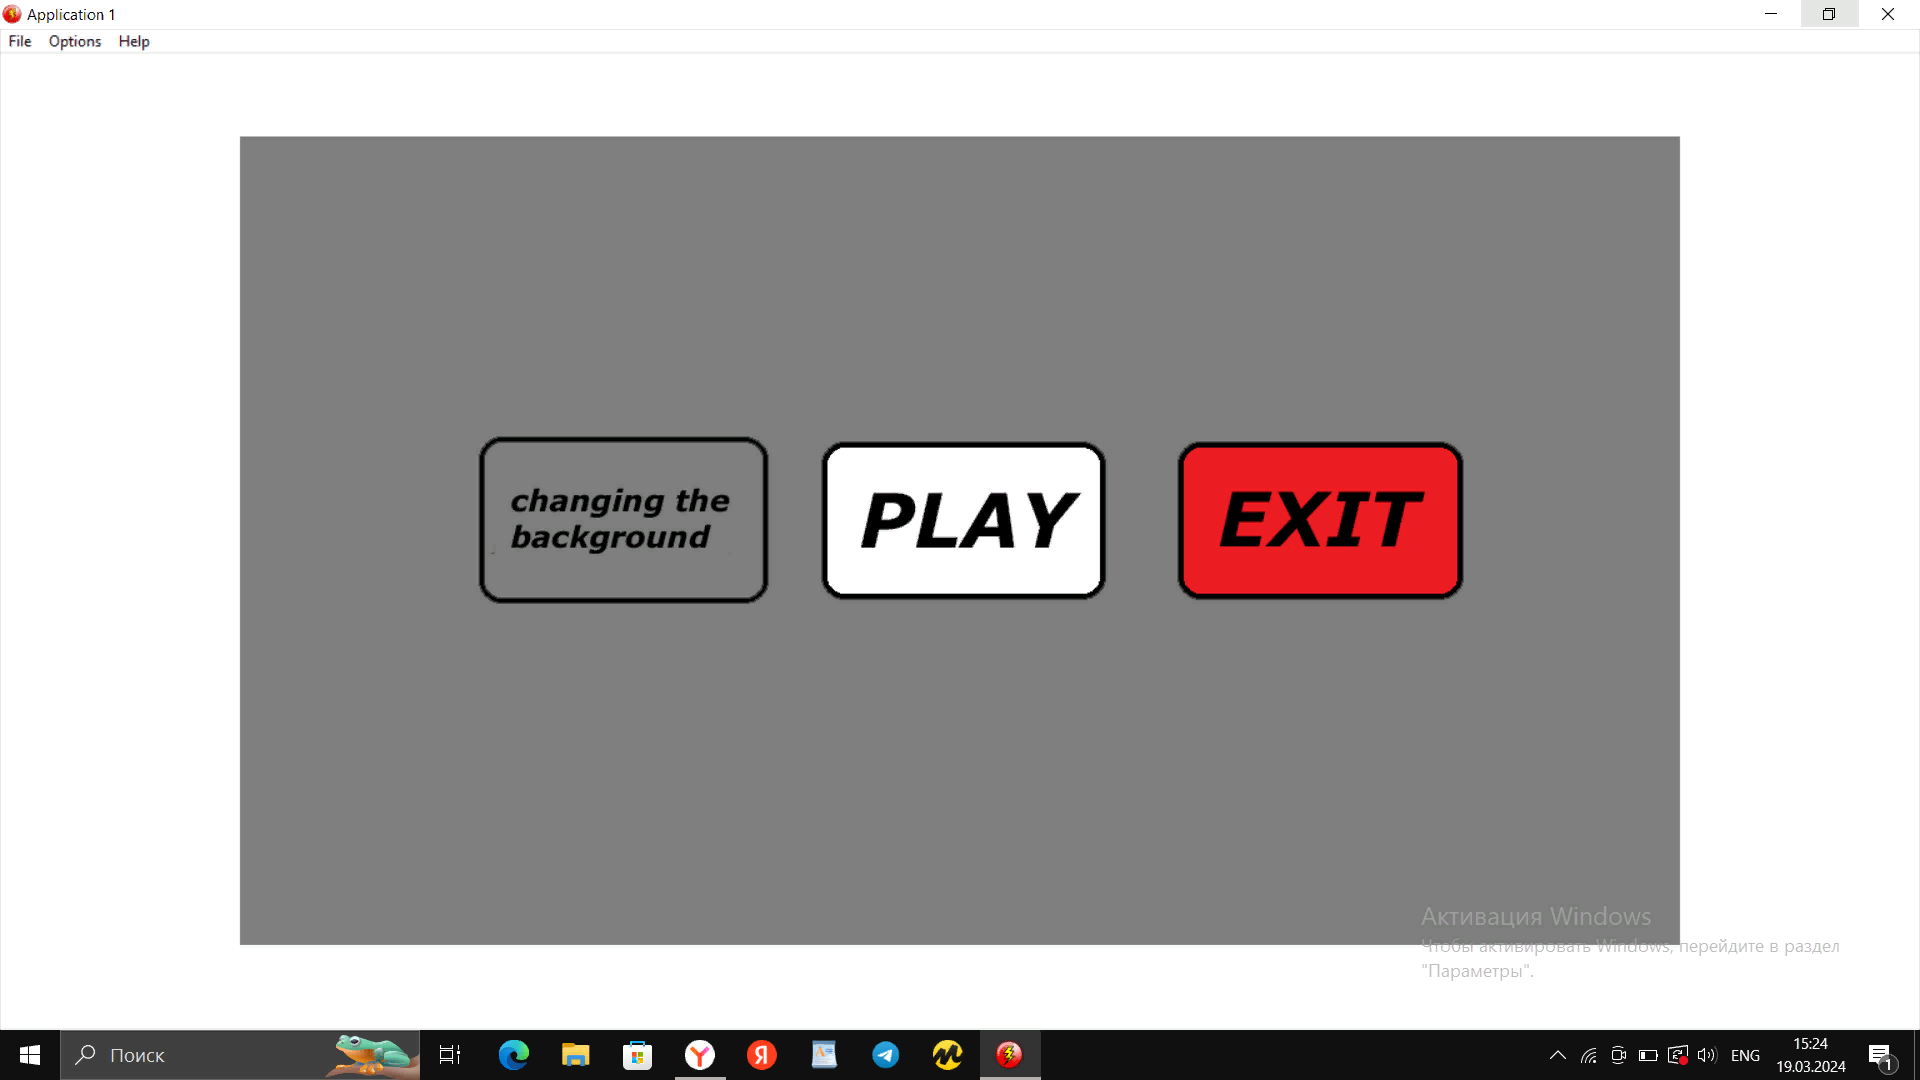 Application 1
File Options Help
changing the
background
PLAY
EXIT
Активация Windows
Чтобы активировать Windows, перейдите в раздел
"Параметры".
Поиск
ENG
15:24
19.03.2024
1